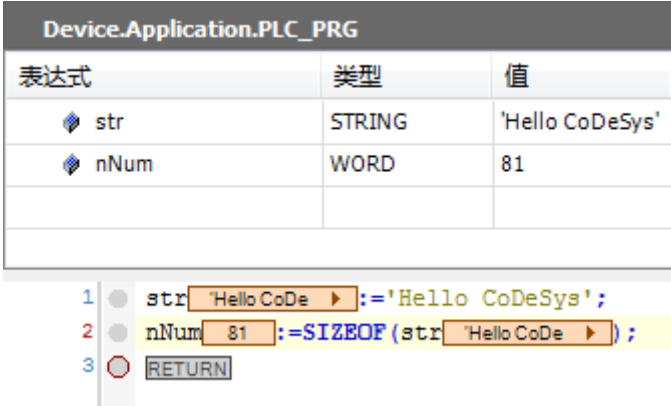 Device.Application.PLC_PRG
表达式 类型 值
str STRING 'Hello CoDeSys'
nNum WORD 81
1 str 'Hello CoDe :='Hello CoDeSys';
2 nNum 81 :=SIZEOF(str 'Hello CoDe );
3 RETURN